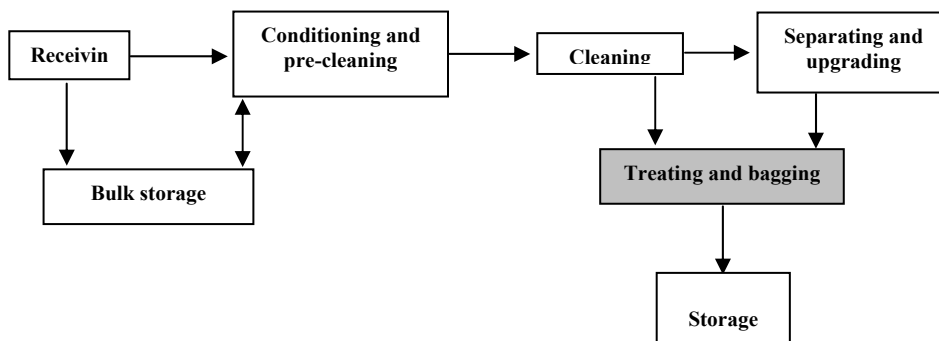 Receivin
Conditioning and
pre-cleaning
Cleaning
Separating and
upgrading
Bulk storage
Treating and bagging
Storage